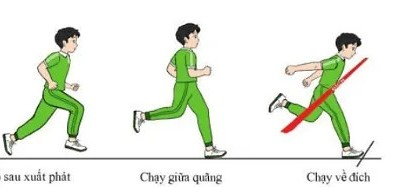 sau xuất phát
Chạy giữa quãng
Chạy về đích